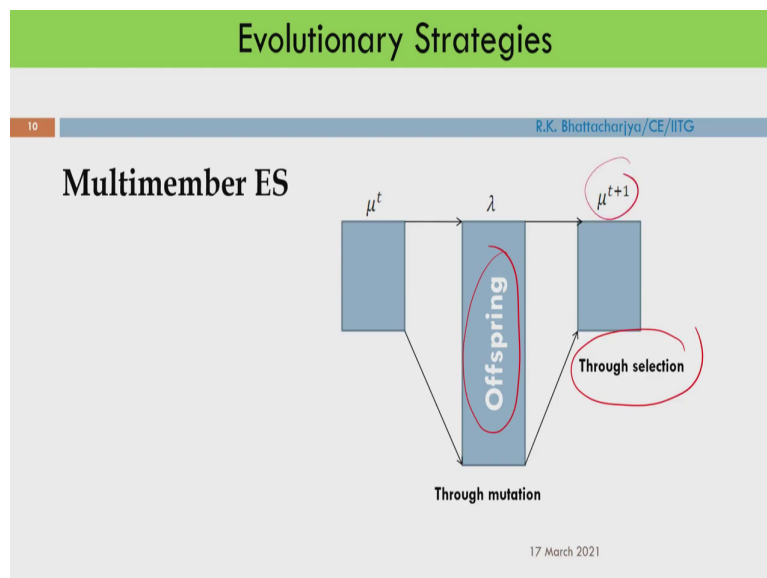 Evolutionary Strategies
10
R.K. Bhattacharjya/CE/IITG
Multimember ES
μ^t λ μ^{t+1}
Offspring
Through selection
Through mutation
17 March 2021